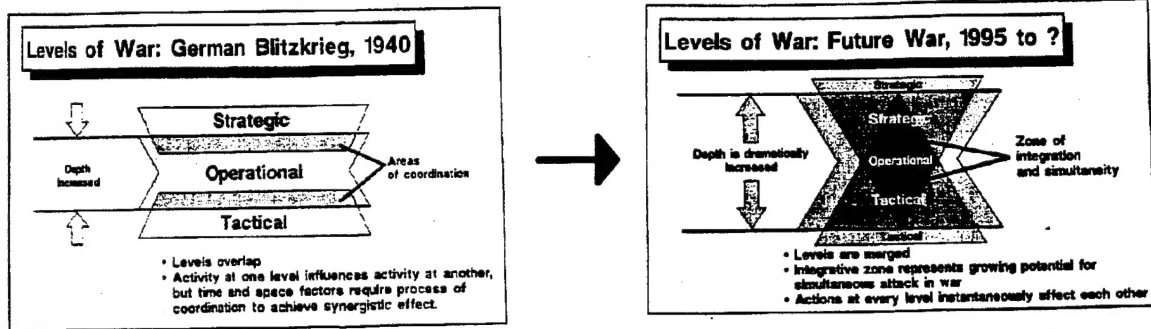 Levels of War: German Blitzkrieg, 1940
Strategic
Depth
Increased
Operational
Areas
of coordination
Tactical
• Levels overlap
• Activity at one level influences activity at another,
but time and space factors require process of
coordination to achieve synergistic effect.
Levels of War: Future War, 1995 to ?
Strategic
Strategic
Depth is dramatically
increased
Operational
Zone of
integration
and simultaneity
Tactical
Tactical
• Levels are merged
• Integrative zone represents growing potential for
simultaneous attack in war
• Actions at every level instantaneously affect each other